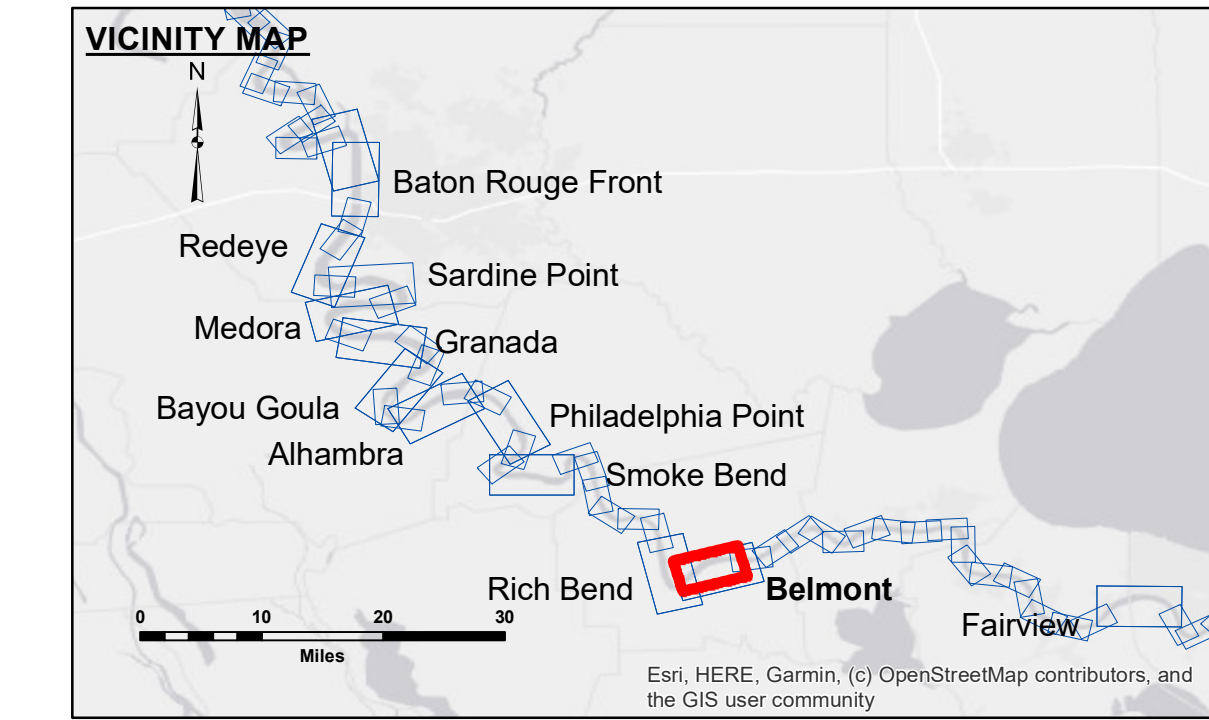 VICINITY MAP
N
Baton Rouge Front
Redeye
Sardine Point
Medora
Granada
Bayou Goula
Philadelphia Point
Alhambra
Smoke Bend
Rich Bend
Belmont
Fairview
0 10 20 30
Miles
Esri, HERE, Garmin, (c) OpenStreetMap contributors, and
the GIS user community